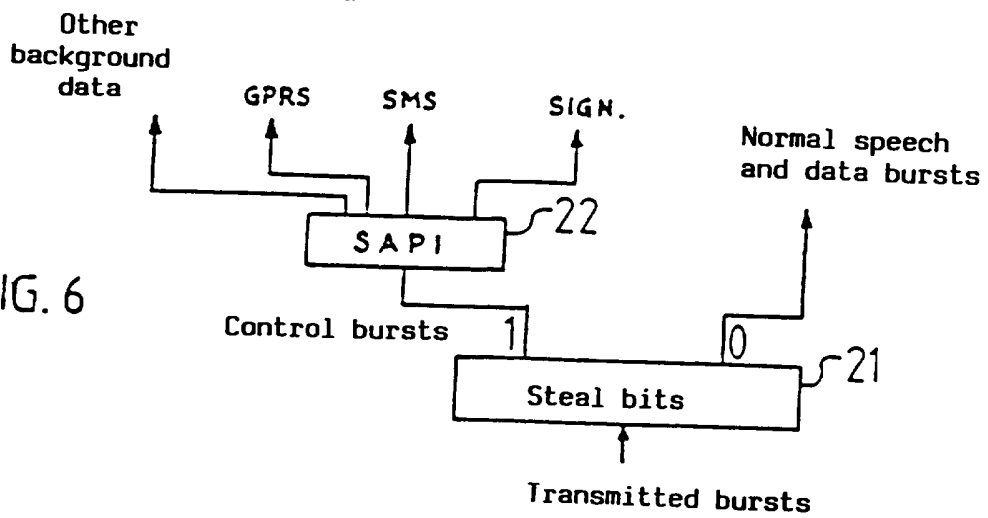 Other
background
data
GPRS
SMS
SIGN.
Normal speech
and data bursts
SAPI
22
IG. 6
Control bursts
1
0
21
Steal bits
Transmitted bursts